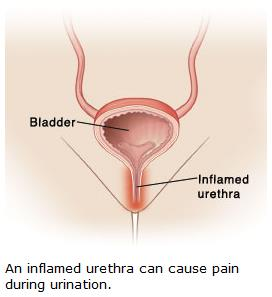 Bladder
Inflamed
urethra
An inflamed urethra can cause pain
during urination.